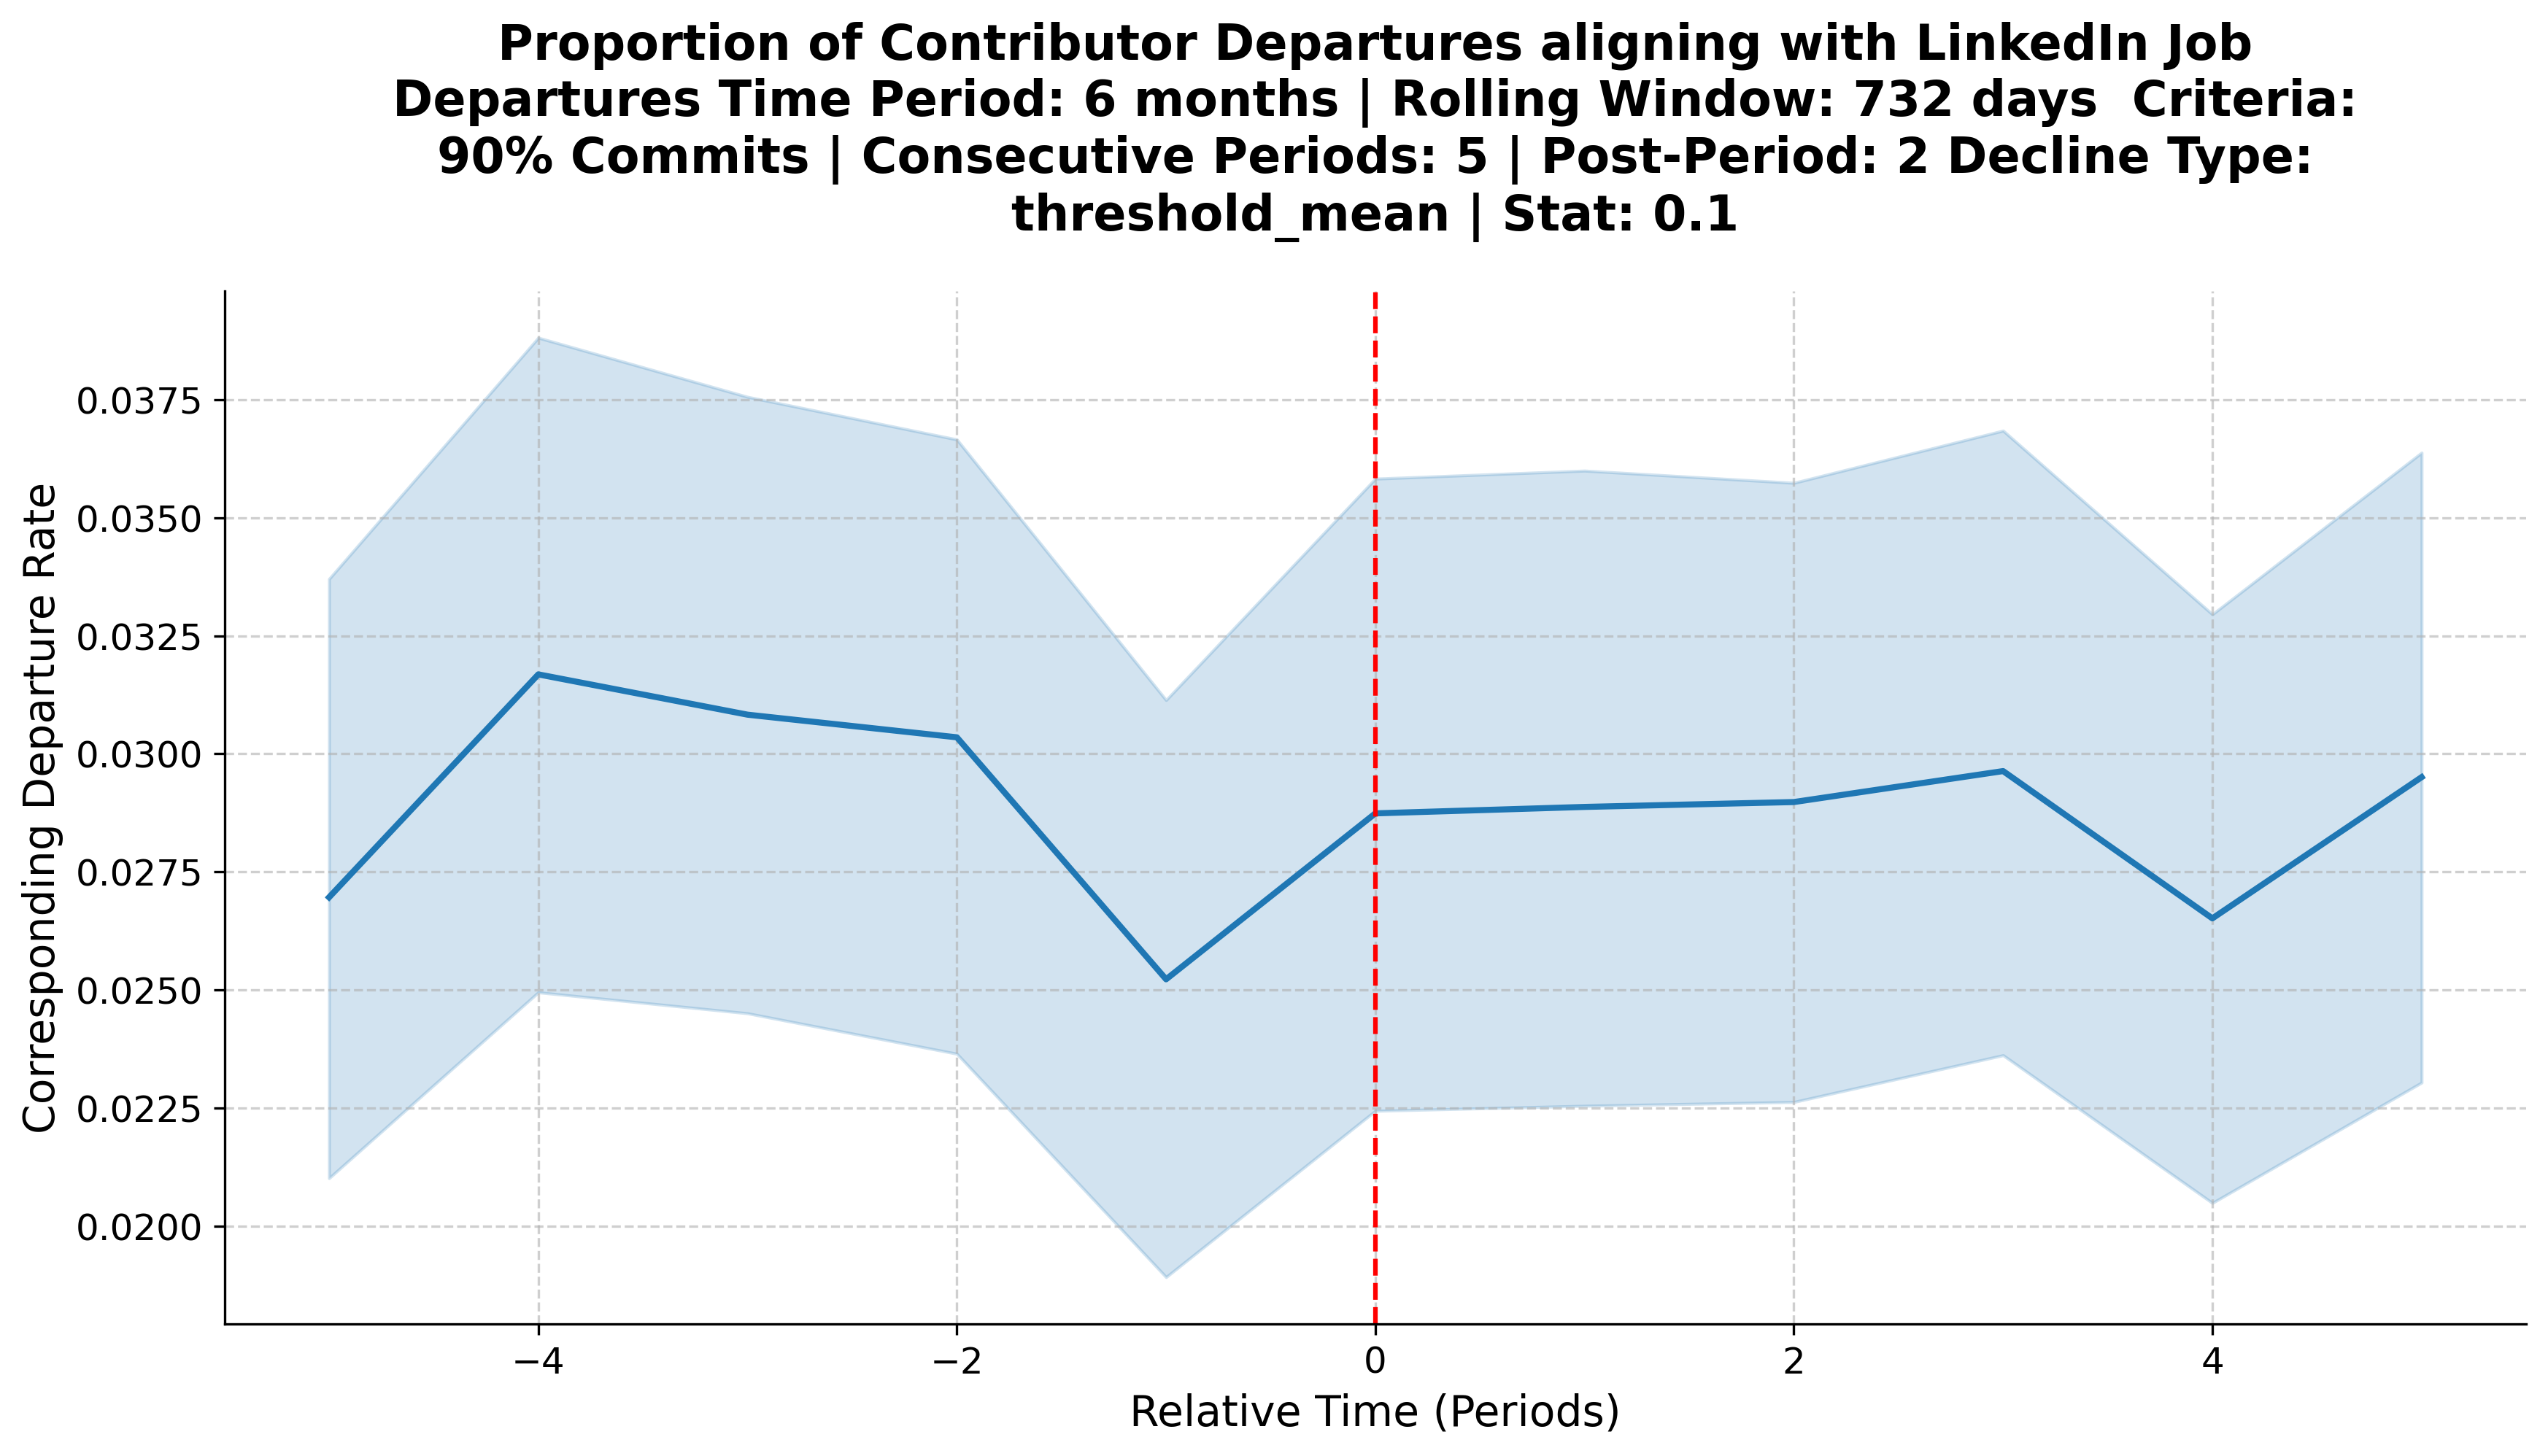 Proportion of Contributor Departures aligning with LinkedIn Job
Departures Time Period: 6 months | Rolling Window: 732 days  Criteria:
90% Commits | Consecutive Periods: 5 | Post-Period: 2 Decline Type:
threshold_mean | Stat: 0.1
Corresponding Departure Rate
0.0375
0.0350
0.0325
0.0300
0.0275
0.0250
0.0225
0.0200
−4
−2
0
2
4
Relative Time (Periods)